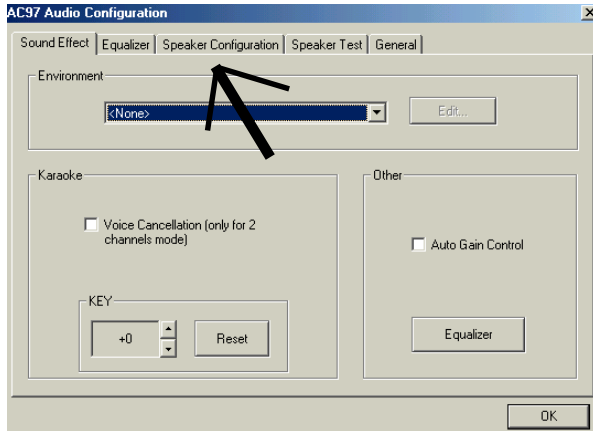 AC97 Audio Configuration
Sound Effect Equalizer Speaker Configuration Speaker Test General
Environment
<None> Edit...
Karaoke
Voice Cancellation (only for 2
channels mode)
KEY
+0 Reset
Other
Auto Gain Control
Equalizer
OK